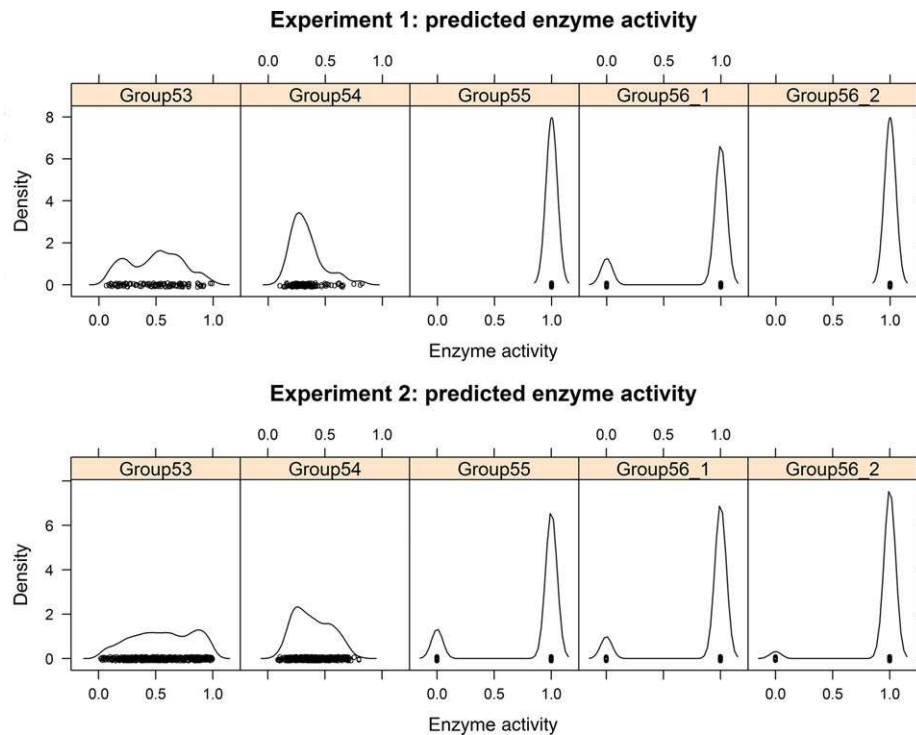 Experiment 1: predicted enzyme activity
0.0 0.5 1.0 0.0 0.5 1.0
Group53 Group54 Group55 Group56_1 Group56_2
8
6
4
2
0
Density
0.0 0.5 1.0 0.0 0.5 1.0 0.0 0.5 1.0
Enzyme activity
Experiment 2: predicted enzyme activity
0.0 0.5 1.0 0.0 0.5 1.0
Group53 Group54 Group55 Group56_1 Group56_2
6
4
2
0
Density
0.0 0.5 1.0 0.0 0.5 1.0 0.0 0.5 1.0
Enzyme activity